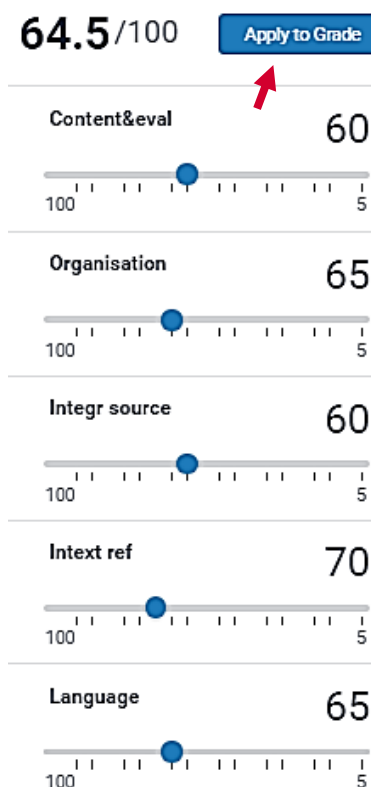 64.5/100 Apply to Grade
Content&eval 60
100 5
Organisation 65
100 5
Integr source 60
100 5
Intext ref 70
100 5
Language 65
100 5